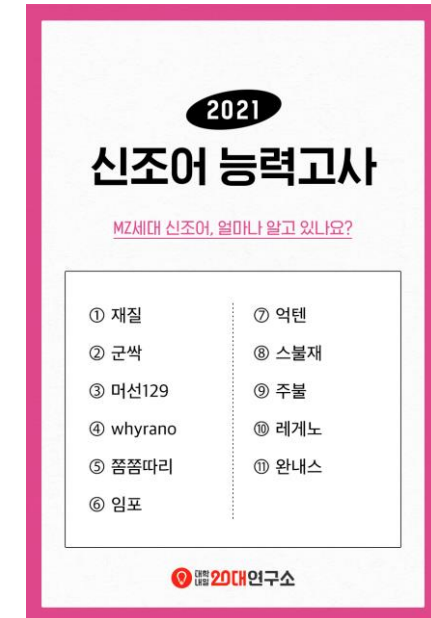 2021
신조어 능력고사
MZ세대 신조어, 얼마나 알고 있나요?
① 재질
② 군싹
③ 머선129
④ whyrano
⑤ 쫌쫌따리
⑥ 임포
⑦ 억텐
⑧ 스불재
⑨ 주불
⑩ 레게노
⑪ 완내스
대학
내일 20대연구소